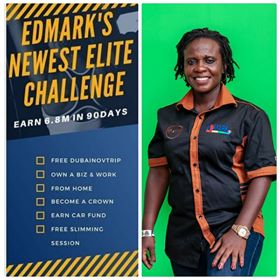 EDMARK'S
NEWEST ELITE
CHALLENGE
EARN 6.8M IN 90DAYS
FREE DUBAINOVTRIP
OWN A BIZ & WORK
FROM HOME
BECOME A CROWN
EARN CAR FUND
FREE SLIMMING
SESSION